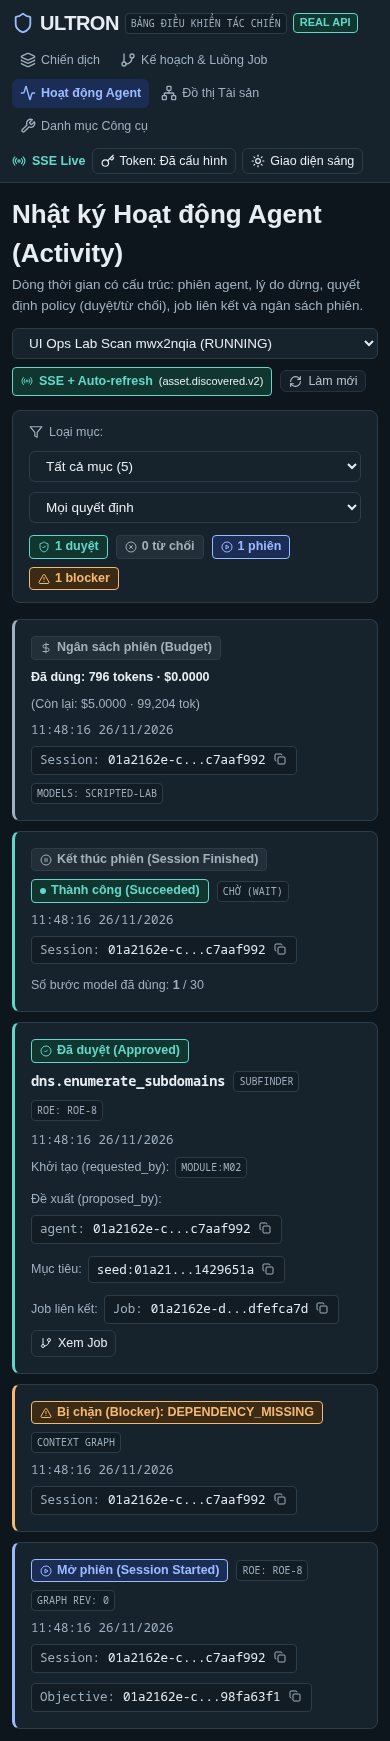 ULTRON BẢNG ĐIỀU KHIỂN TÁC CHIẾN REAL API
Chiến dịch Kế hoạch & Luồng Job
Hoạt động Agent Đồ thị Tài sản
Danh mục Công cụ
SSE Live Token: Đã cấu hình Giao diện sáng
Nhật ký Hoạt động Agent
(Activity)
Dòng thời gian có cấu trúc: phiên agent, lý do dừng, quyết
định policy (duyệt/từ chối), job liên kết và ngân sách phiên.
UI Ops Lab Scan mwx2nqia (RUNNING)
SSE + Auto-refresh (asset.discovered.v2) Làm mới
Loại mục:
Tất cả mục (5)
Mọi quyết định
1 duyệt 0 từ chối 1 phiên
1 blocker
Ngân sách phiên (Budget)
Đã dùng: 796 tokens · $0.0000
(Còn lại: $5.0000 · 99,204 tok)
11:48:16 26/11/2026
Session: 01a2162e-c...c7aaf992
MODELS: SCRIPTED-LAB
Kết thúc phiên (Session Finished)
Thành công (Succeeded) CHỜ (WAIT)
11:48:16 26/11/2026
Session: 01a2162e-c...c7aaf992
Số bước model đã dùng: 1 / 30
Đã duyệt (Approved)
dns.enumerate_subdomains SUBFINDER
ROE: ROE-8
11:48:16 26/11/2026
Khởi tạo (requested_by): MODULE:M02
Đề xuất (proposed_by):
agent: 01a2162e-c...c7aaf992
Mục tiêu: seed:01a21...1429651a
Job liên kết: Job: 01a2162e-d...dfefca7d
Xem Job
Bị chặn (Blocker): DEPENDENCY_MISSING
CONTEXT GRAPH
11:48:16 26/11/2026
Session: 01a2162e-c...c7aaf992
Mở phiên (Session Started) ROE: ROE-8
GRAPH REV: 0
11:48:16 26/11/2026
Session: 01a2162e-c...c7aaf992
Objective: 01a2162e-c...98fa63f1